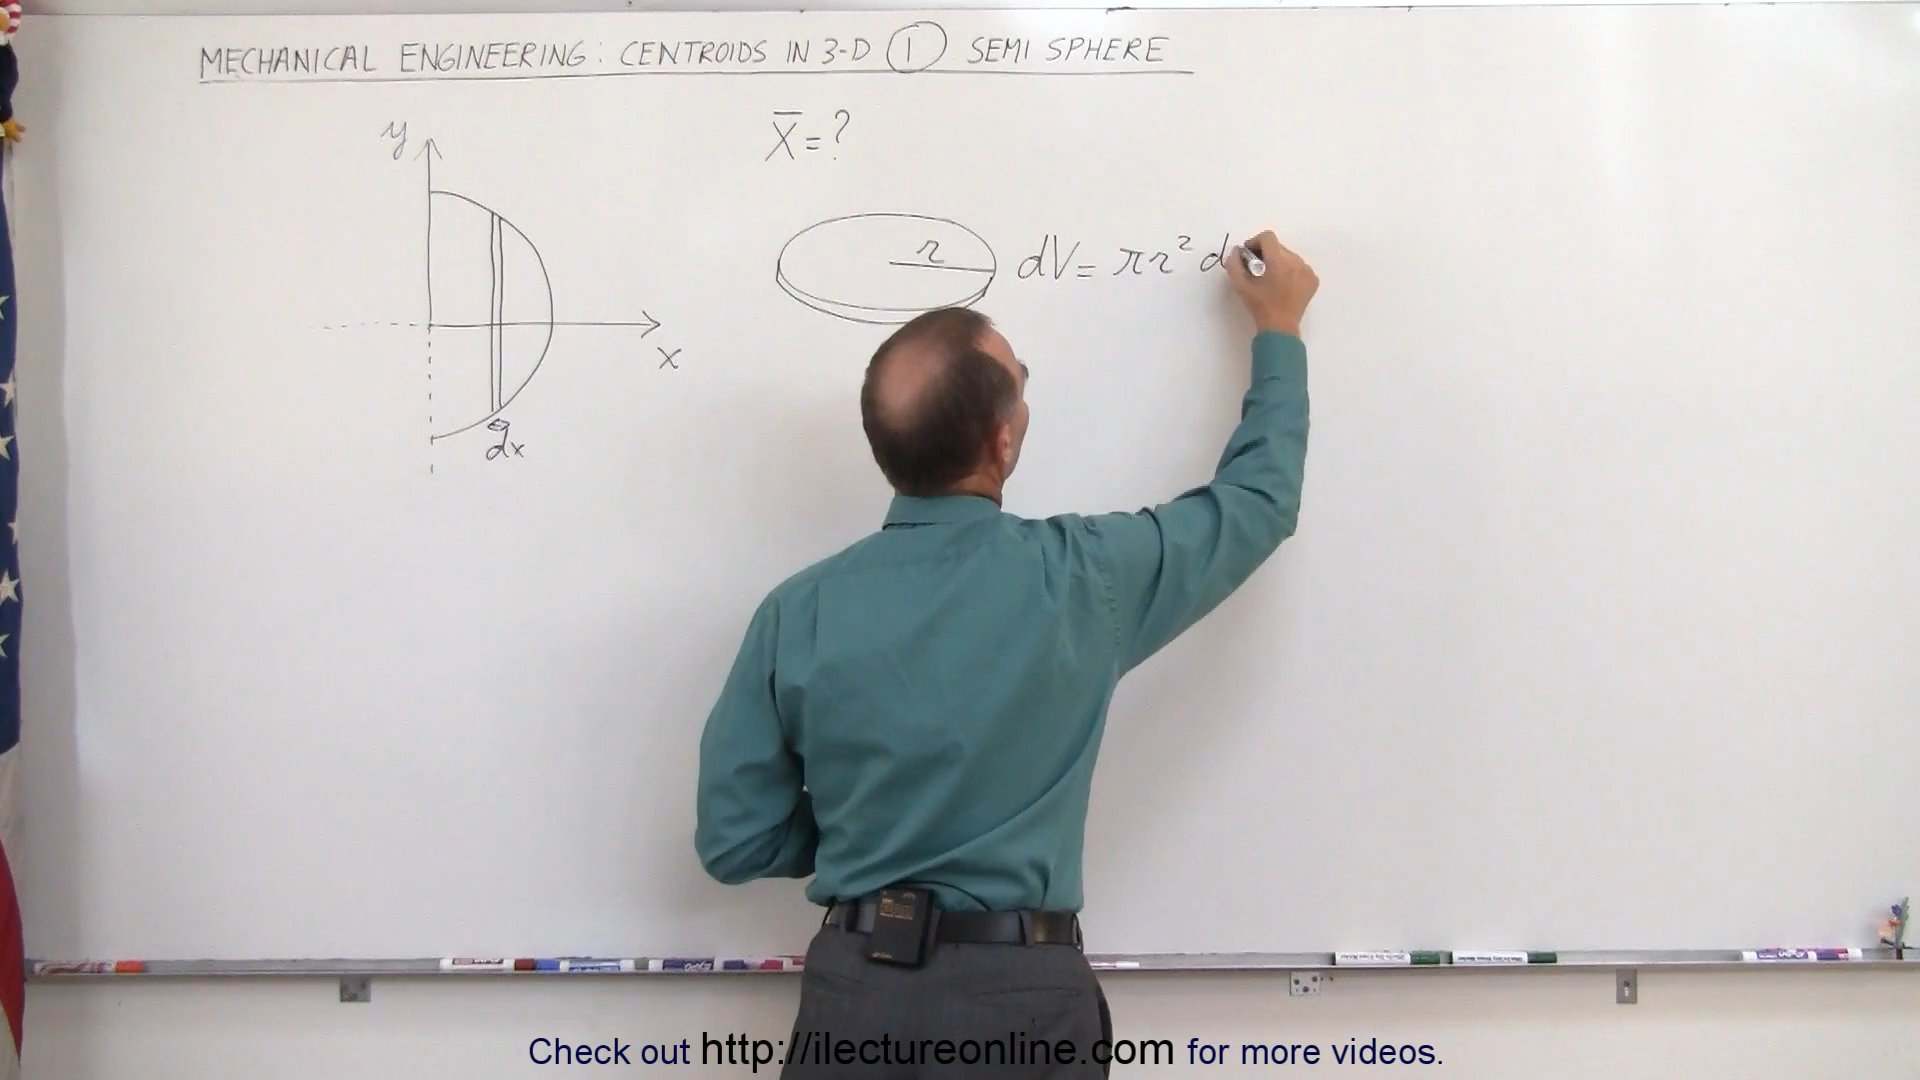 MECHANICAL ENGINEERING: CENTROIDS IN 3-D ① SEMI SPHERE
y
X̅ = ?
r
dV = πr² d
x
dx
Check out http://ilectureonline.com for more videos.